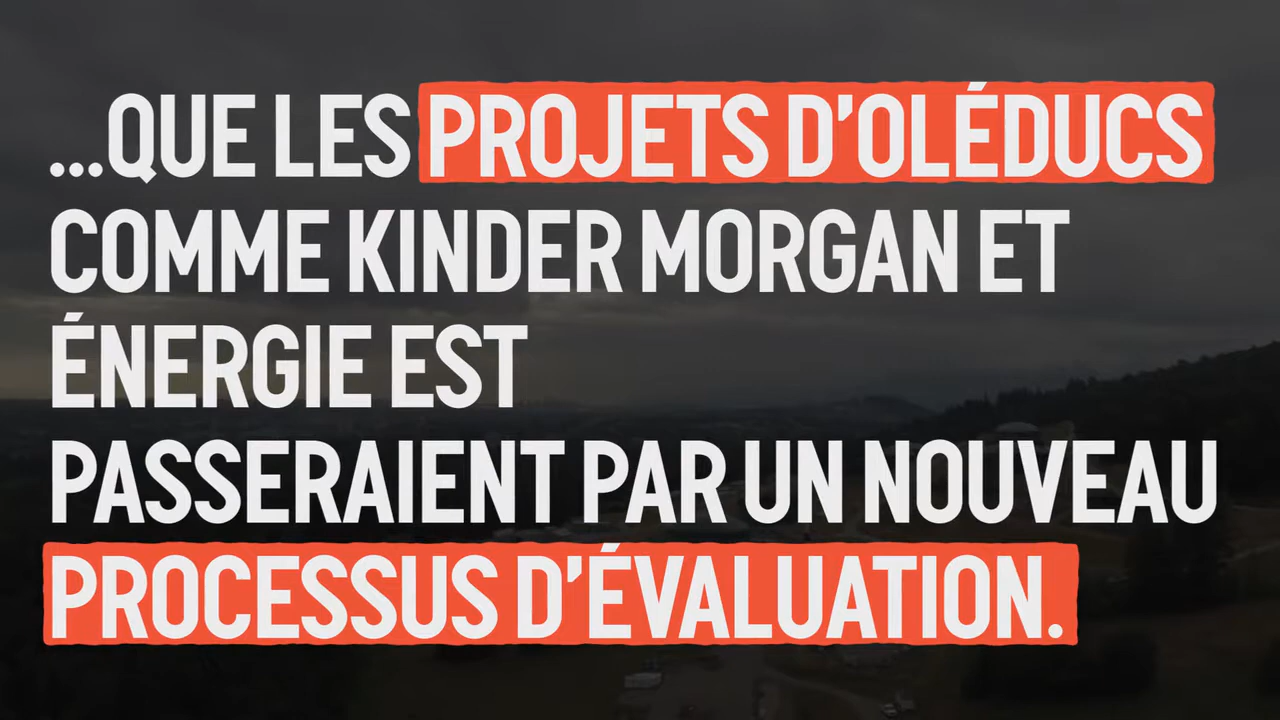 ...QUE LES PROJETS D'OLÉDUCS
COMME KINDER MORGAN ET
ÉNERGIE EST
PASSERAIENT PAR UN NOUVEAU
PROCESSUS D'ÉVALUATION.